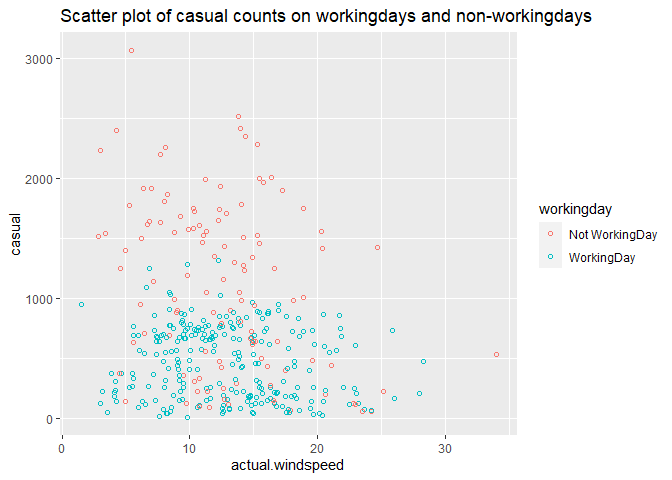 Scatter plot of casual counts on workingdays and non-workingdays
3000
2000
1000
0
casual
0 10 20 30
actual.windspeed
workingday
Not WorkingDay
WorkingDay